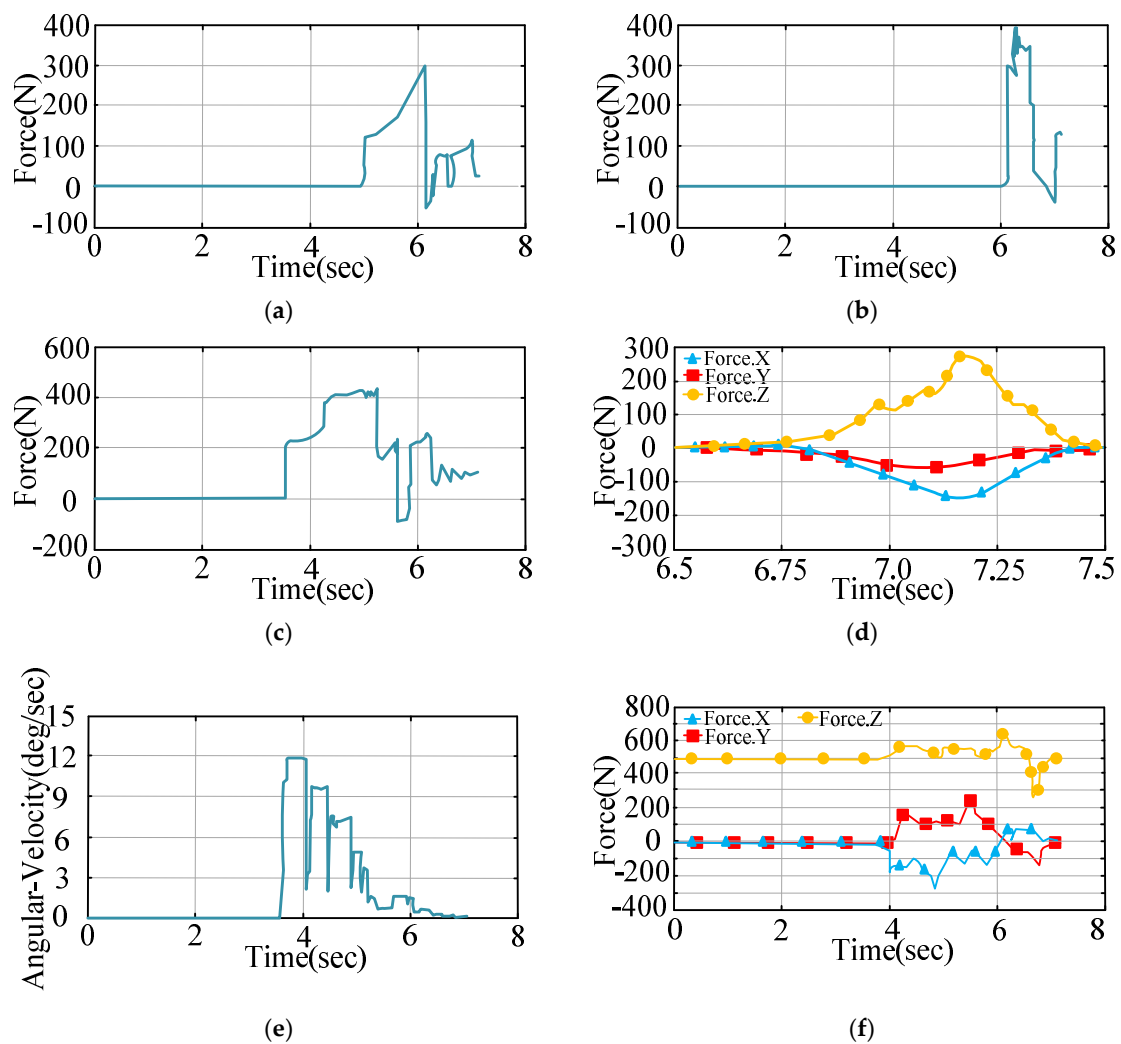 400
300
200
100
0
-100
Force(N)
0 2 4 6 8
Time(sec)
(a)
400
300
200
100
0
-100
Force(N)
0 2 4 6 8
Time(sec)
(b)
600
400
200
0
-200
Force(N)
0 2 4 6 8
Time(sec)
(c)
300
200
100
0
-100
-200
-300
Force(N)
Force.X
Force.Y
Force.Z
6.5 6.75 7.0 7.25 7.5
Time(sec)
(d)
15
12
9
6
3
0
Angular-Velocity(deg/sec)
0 2 4 6 8
Time(sec)
(e)
800
600
400
200
0
-200
-400
Force(N)
Force.X Force.Z
Force.Y
0 2 4 6 8
Time(sec)
(f)